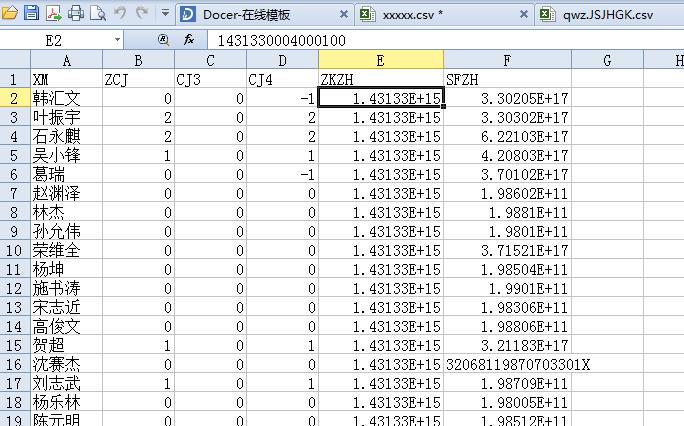 Docer-在线模板 xxxxx.csv * qwz.JSJHGK.csv
E2 fx 1431330004000100
A B C D E F G H
1 XM ZCJ CJ3 CJ4 ZKZH SFZH
2 韩汇文 0 0 -1 1.43133E+15 3.30205E+17
3 叶振宇 2 0 2 1.43133E+15 3.30302E+17
4 石永麒 2 0 2 1.43133E+15 6.22103E+17
5 吴小锋 1 0 1 1.43133E+15 4.20803E+17
6 葛瑞 0 0 -1 1.43133E+15 3.70102E+17
7 赵渊泽 0 0 0 1.43133E+15 1.98602E+11
8 林杰 0 0 0 1.43133E+15 1.9881E+11
9 孙允伟 0 0 0 1.43133E+15 1.9801E+11
10 荣维全 0 0 0 1.43133E+15 3.71521E+17
11 杨坤 0 0 0 1.43133E+15 1.98504E+11
12 施书涛 0 0 0 1.43133E+15 1.9901E+11
13 宋志近 0 0 0 1.43133E+15 1.98306E+11
14 高俊文 0 0 0 1.43133E+15 1.98806E+11
15 贺超 1 0 1 1.43133E+15 3.21183E+17
16 沈赛杰 0 0 0 1.43133E+15 32068119870703301X
17 刘志武 1 0 1 1.43133E+15 1.98709E+11
18 杨乐林 0 0 0 1.43133E+15 1.98005E+11
19 陈元明 0 0 0 1.43133E+15 1.98512E+11